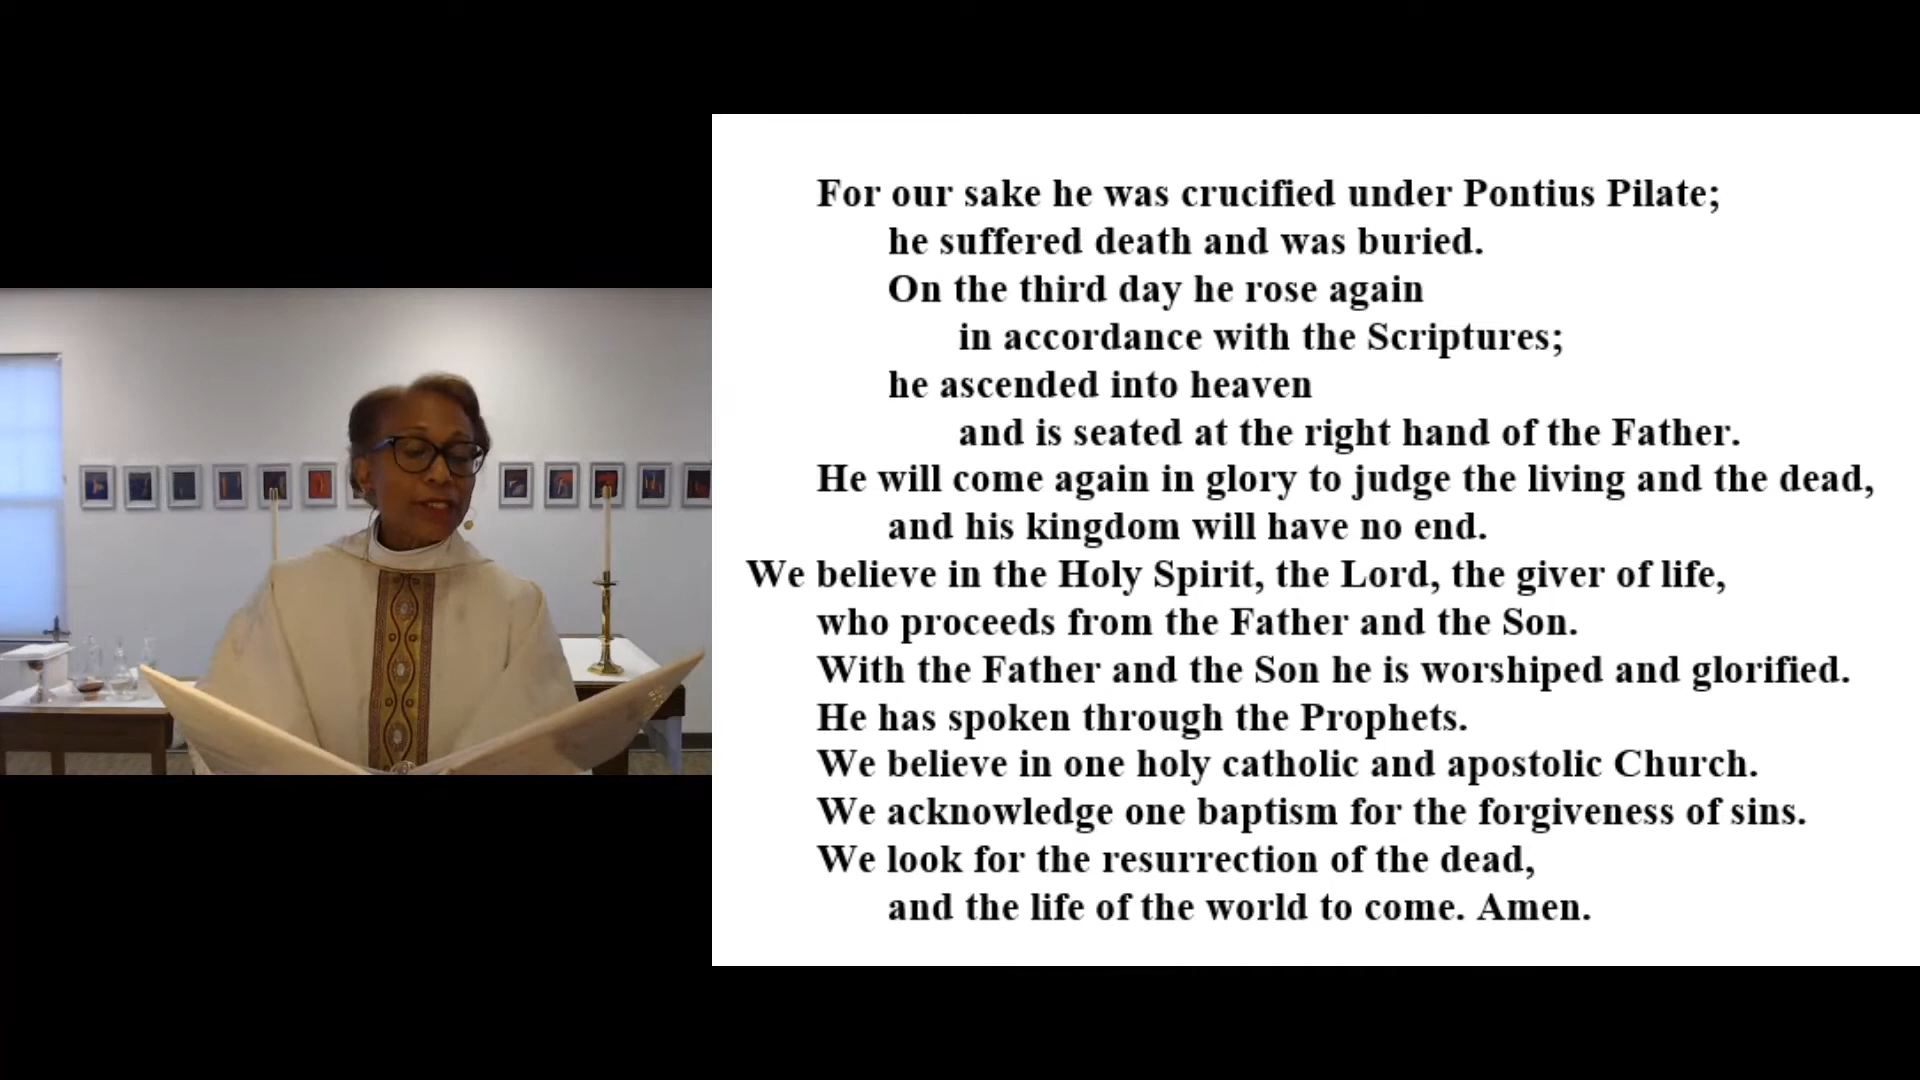 For our sake he was crucified under Pontius Pilate;
he suffered death and was buried.
On the third day he rose again
in accordance with the Scriptures;
he ascended into heaven
and is seated at the right hand of the Father.
He will come again in glory to judge the living and the dead,
and his kingdom will have no end.
We believe in the Holy Spirit, the Lord, the giver of life,
who proceeds from the Father and the Son.
With the Father and the Son he is worshiped and glorified.
He has spoken through the Prophets.
We believe in one holy catholic and apostolic Church.
We acknowledge one baptism for the forgiveness of sins.
We look for the resurrection of the dead,
and the life of the world to come. Amen.